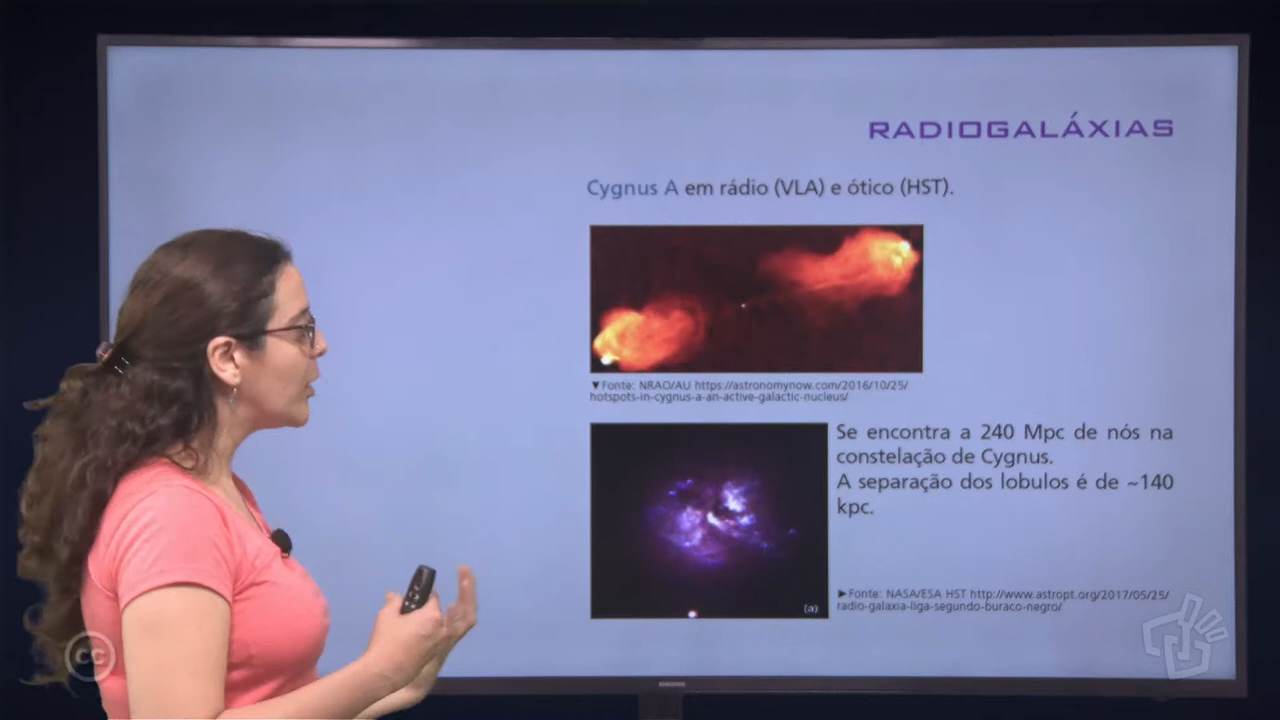 RADIOGALÁXIAS
Cygnus A em rádio (VLA) e ótico (HST).
▼Fonte: NRAO/AU https://astronomynow.com/2016/10/25/
hotspots-in-cygnus-a-an-active-galactic-nucleus/
Se encontra a 240 Mpc de nós na
constelação de Cygnus.
A separação dos lobulos é de ~140
kpc.
(a)
►Fonte: NASA/ESA HST http://www.astropt.org/2017/05/25/
radio-galaxia-liga-segundo-buraco-negro/
cc
SAMSUNG